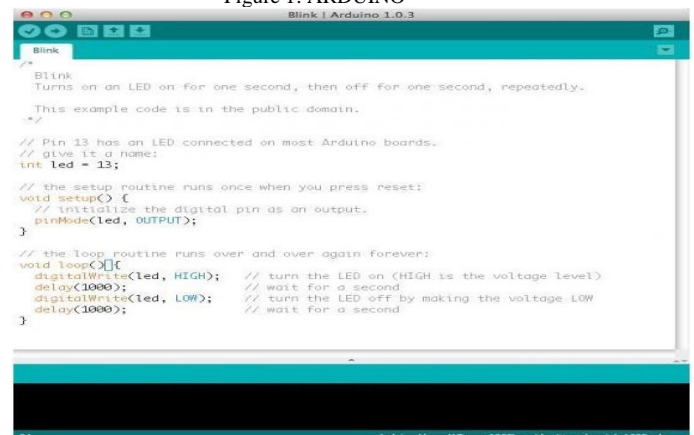 Figure 1: ARDUINO
Blink | Arduino 1.0.3
Blink
/*
Blink
Turns on an LED on for one second, then off for one second, repeatedly.
This example code is in the public domain.
*/
// Pin 13 has an LED connected on most Arduino boards.
// give it a name:
int led = 13;
// the setup routine runs once when you press reset:
void setup() {
// initialize the digital pin as an output.
pinMode(led, OUTPUT);
}
// the loop routine runs over and over again forever:
void loop() {
digitalWrite(led, HIGH); // turn the LED on (HIGH is the voltage level)
delay(1000); // wait for a second
digitalWrite(led, LOW); // turn the LED off by making the voltage LOW
delay(1000); // wait for a second
}